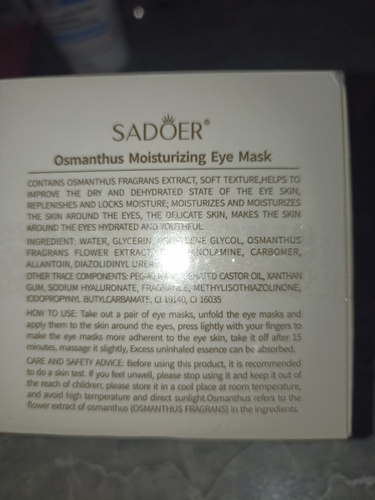 SADOER®
Osmanthus Moisturizing Eye Mask
CONTAINS OSMANTHUS FRAGRANS EXTRACT, SOFT TEXTURE,HELPS TO
IMPROVE THE DRY AND DEHYDRATED STATE OF THE EYE SKIN,
REPLENISHES AND LOCKS MOISTURE; MOISTURIZES AND MOISTURIZES
THE SKIN AROUND THE EYES, THE DELICATE SKIN, MAKES THE SKIN
AROUND THE EYES HYDRATED AND YOUTHFUL.
INGREDIENT: WATER, GLYCERIN, GLYCOL, OSMANTHUS
FRAGRANS FLOWER EXTRACT, CARBOMER,
ALLANTOIN, DIAZOLIDINYL UREA
OTHER TRACE COMPONENTS: PEG-40 CASTOR OIL, XANTHAN
GUM, SODIUM HYALURONATE, FRAGRANCE, METHYLISOTHIAZOLINONE,
IODOPROPYNYL BUTYLCARBAMATE, CI 19140, CI 16035
HOW TO USE: Take out a pair of eye masks, unfold the eye masks and
apply them to the skin around the eyes, press lightly with your fingers to
make the eye masks more adherent to the eye skin, take it off after 15
minutes, massage it slightly, Excess uninhaled essence can be absorbed.
CARE AND SAFETY ADVICE: Before using this product, it is recommended
to do a skin test. If you feel unwell, please stop using it and keep it out of
the reach of children; please store it in a cool place at room temperature,
and avoid high temperature and direct sunlight.Osmanthus refers to the
flower extract of osmanthus (OSMANTHUS FRAGRANS) in the ingredients.